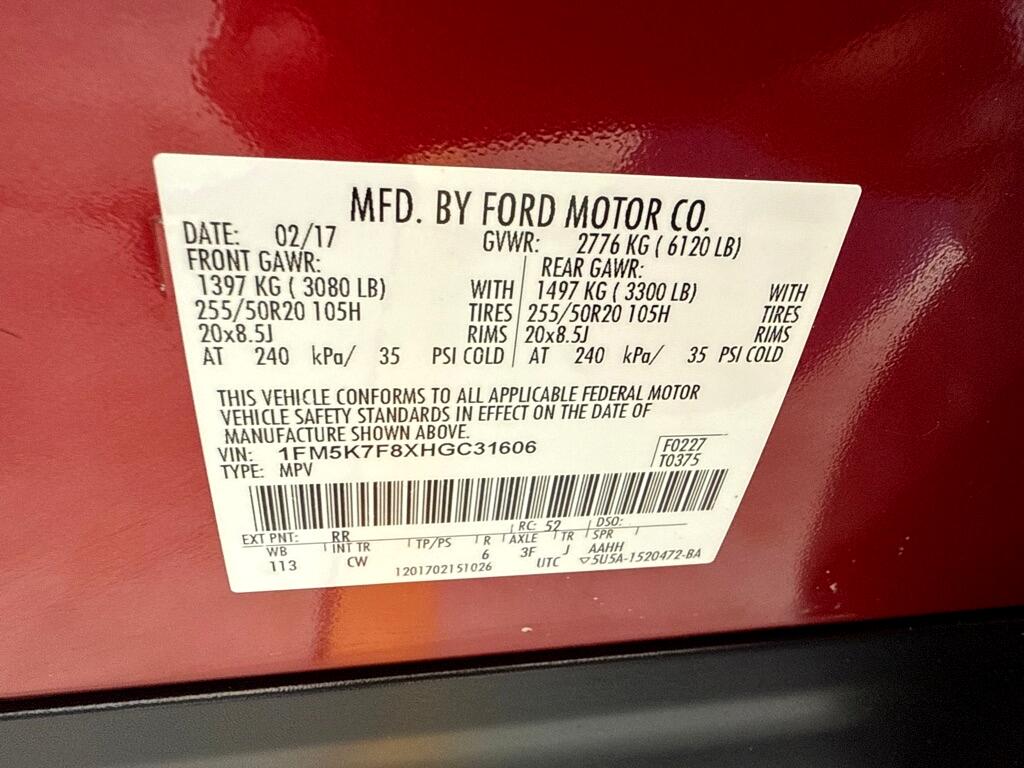 MFD. BY FORD MOTOR CO.
DATE: 02/17 GVWR: 2776 KG ( 6120 LB)
FRONT GAWR: REAR GAWR:
1397 KG ( 3080 LB) WITH 1497 KG ( 3300 LB) WITH
255/50R20 105H TIRES 255/50R20 105H TIRES
20x8.5J RIMS 20x8.5J RIMS
AT 240 kPa/ 35 PSI COLD AT 240 kPa/ 35 PSI COLD
THIS VEHICLE CONFORMS TO ALL APPLICABLE FEDERAL MOTOR
VEHICLE SAFETY STANDARDS IN EFFECT ON THE DATE OF
MANUFACTURE SHOWN ABOVE.
VIN: 1FM5K7F8XHGC31606 F0227
TYPE: MPV T0375
EXT PNT: RR RC: 52 DSO:
WB INT TR TP/PS R AXLE TR SPR
113 CW 6 3F J AAHH
1201702151026 UTC ▽5U5A-1520472-BA